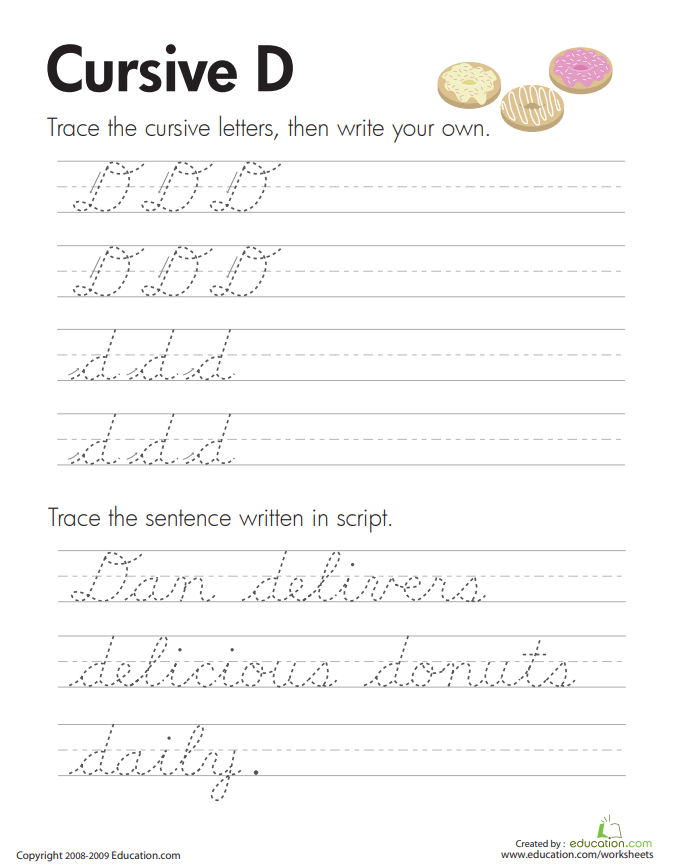 Cursive D
Trace the cursive letters, then write your own.
D D D
D D D
d d d
d d d
Trace the sentence written in script.
Dan delivers
delicious donuts
daily.
Copyright 2008-2009 Education.com
Created by : education.com
www.education.com/worksheets